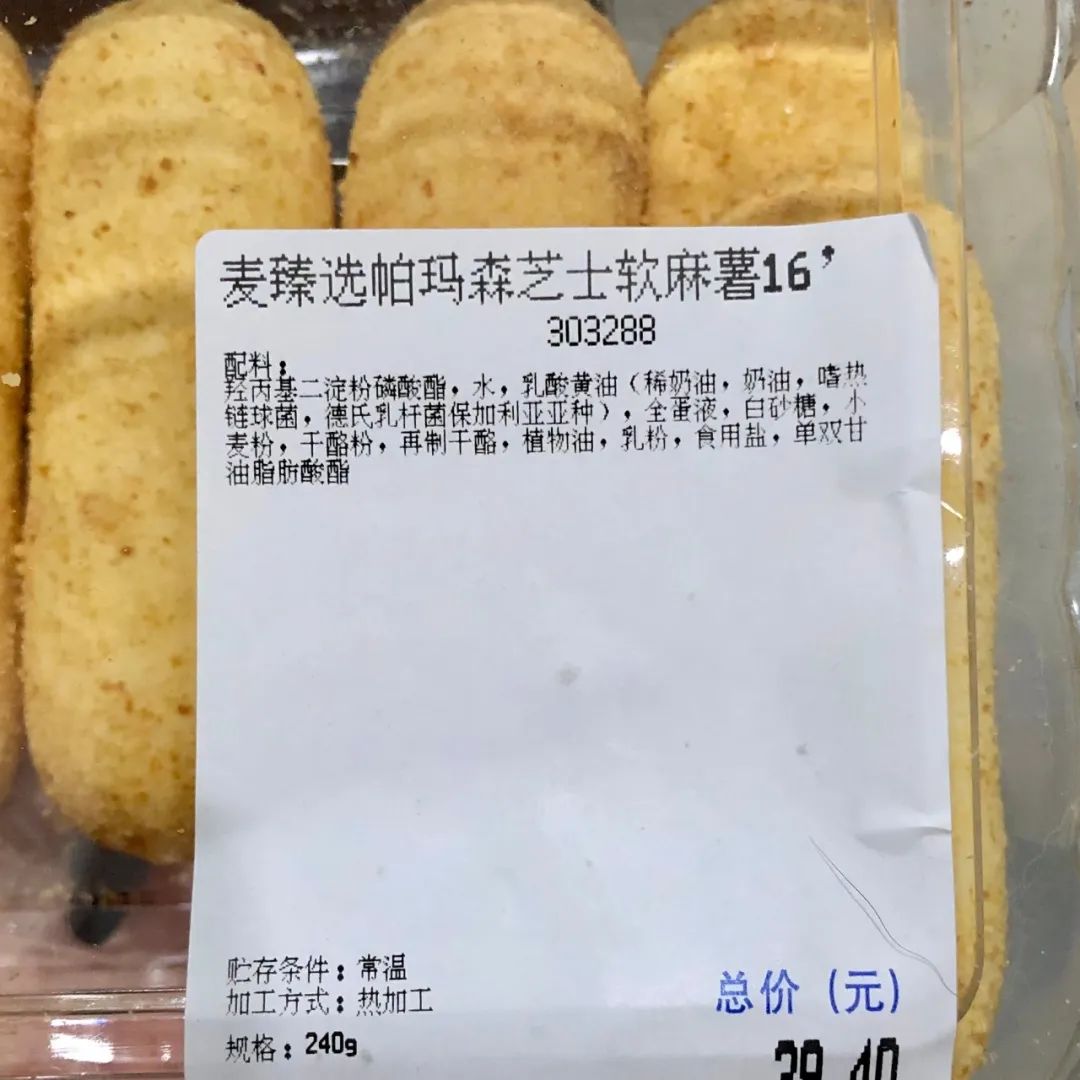 麦臻选帕玛森芝士软麻薯16'
303288
配料：
羟丙基二淀粉磷酸酯，水，乳酸黄油（稀奶油，奶油，嗜热
链球菌，德氏乳杆菌保加利亚亚种），全蛋液，白砂糖，小
麦粉，干酪粉，再制干酪，植物油，乳粉，食用盐，单双甘
油脂肪酸酯
贮存条件：常温
加工方式：热加工
规格：240g
总价（元）